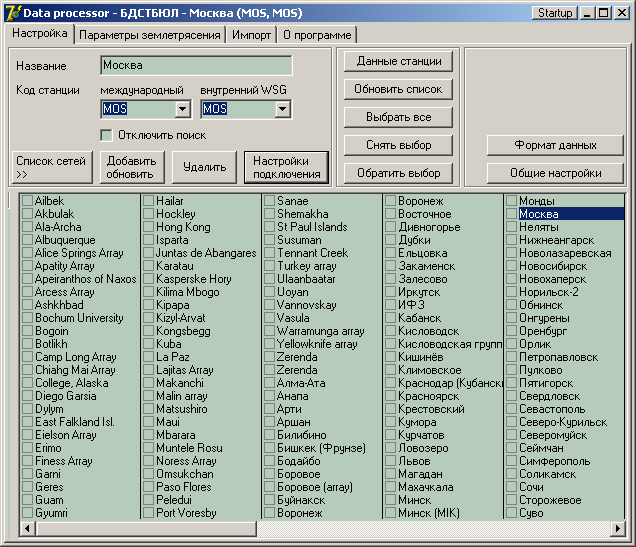 Data processor - БДСТБЮЛ - Москва (MOS, MOS)
Startup
Настройка
Параметры землетрясения
Импорт
О программе
Название
Москва
Код станции
международный
внутренний WSG
MOS
MOS
Отключить поиск
Список сетей
>>
Добавить
обновить
Удалить
Настройки
подключения
Данные станции
Обновить список
Выбрать все
Снять выбор
Обратить выбор
Формат данных
Общие настройки
Ailbek
Akbulak
Ala-Archa
Albuquerque
Alice Springs Array
Apatity Array
Apeiranthos of Naxos
Arcess Array
Ashkhbad
Bochum University
Bogoin
Botlikh
Camp Long Array
Chiahg Mai Array
College, Alaska
Diego Garsia
Dylym
East Falkland Isl.
Eielson Array
Erimo
Finess Array
Garni
Geres
Guam
Gyumri
Hailar
Hockley
Hong Kong
Isparta
Juntas de Abangares
Karatau
Kasperske Hory
Kilima Mbogo
Kipapa
Kizyl-Arvat
Kongsbegg
Kuba
La Paz
Lajitas Array
Makanchi
Malin array
Matsushiro
Maui
Mbarara
Muntele Rosu
Noress Array
Omsukchan
Paso Flores
Peledui
Port Voresby
Sanae
Shemakha
St Paul Islands
Susuman
Tennant Creek
Turkey array
Ulaanbaatar
Uoyan
Vannovskay
Vasula
Warramunga array
Yellowknife array
Zerenda
Zerenda
Алма-Ата
Анапа
Арти
Аршан
Билибино
Бишкек (Фрунзе)
Бодайбо
Боровое
Боровое (array)
Буйнакск
Воронеж
Воронеж
Восточное
Дивногорье
Дубки
Ельцовка
Закаменск
Залесово
Иркутск
ИФЗ
Кабанск
Кисловодск
Кисловодская групп
Кишинёв
Климовское
Краснодар (Кубанск
Красноярск
Крестовский
Кумора
Курчатов
Ловозеро
Львов
Магадан
Махачкала
Минск
Минск (MIK)
Монды
Москва
Неляты
Нижнеангарск
Новолазаревская
Новосибирск
Новохаперск
Норильск-2
Обнинск
Онгурены
Оренбург
Орлик
Петропавловск
Пулково
Пятигорск
Свердловск
Севастополь
Северо-Курильск
Североморск
Сеймчан
Симферополь
Соликамск
Сочи
Сторожевое
Суво